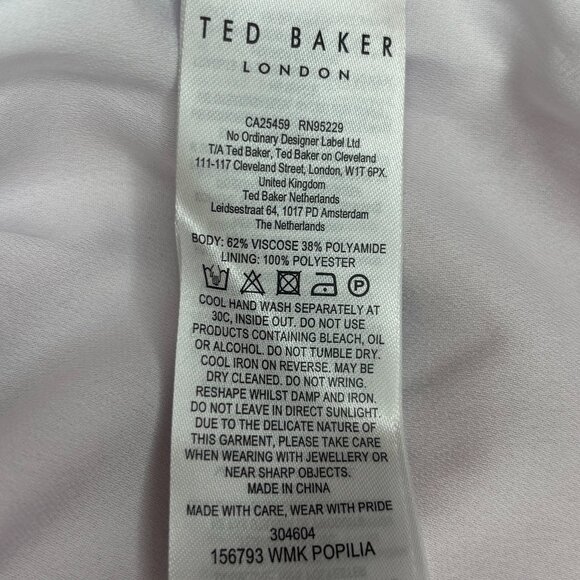 TED BAKER
LONDON
CA25459 RN95229
No Ordinary Designer Label Ltd
T/A Ted Baker, Ted Baker on Cleveland
111-117 Cleveland Street, London, W1T 6PX.
United Kingdom
Ted Baker Netherlands
Leidsestraat 64, 1017 PD Amsterdam
The Netherlands
BODY: 62% VISCOSE 38% POLYAMIDE
LINING: 100% POLYESTER
P
COOL HAND WASH SEPARATELY AT
30C, INSIDE OUT. DO NOT USE
PRODUCTS CONTAINING BLEACH, OIL
OR ALCOHOL. DO NOT TUMBLE DRY.
COOL IRON ON REVERSE. MAY BE
DRY CLEANED. DO NOT WRING.
RESHAPE WHILST DAMP AND IRON.
DO NOT LEAVE IN DIRECT SUNLIGHT.
DUE TO THE DELICATE NATURE OF
THIS GARMENT, PLEASE TAKE CARE
WHEN WEARING WITH JEWELLERY OR
NEAR SHARP OBJECTS.
MADE IN CHINA
MADE WITH CARE, WEAR WITH PRIDE
304604
156793 WMK POPILIA